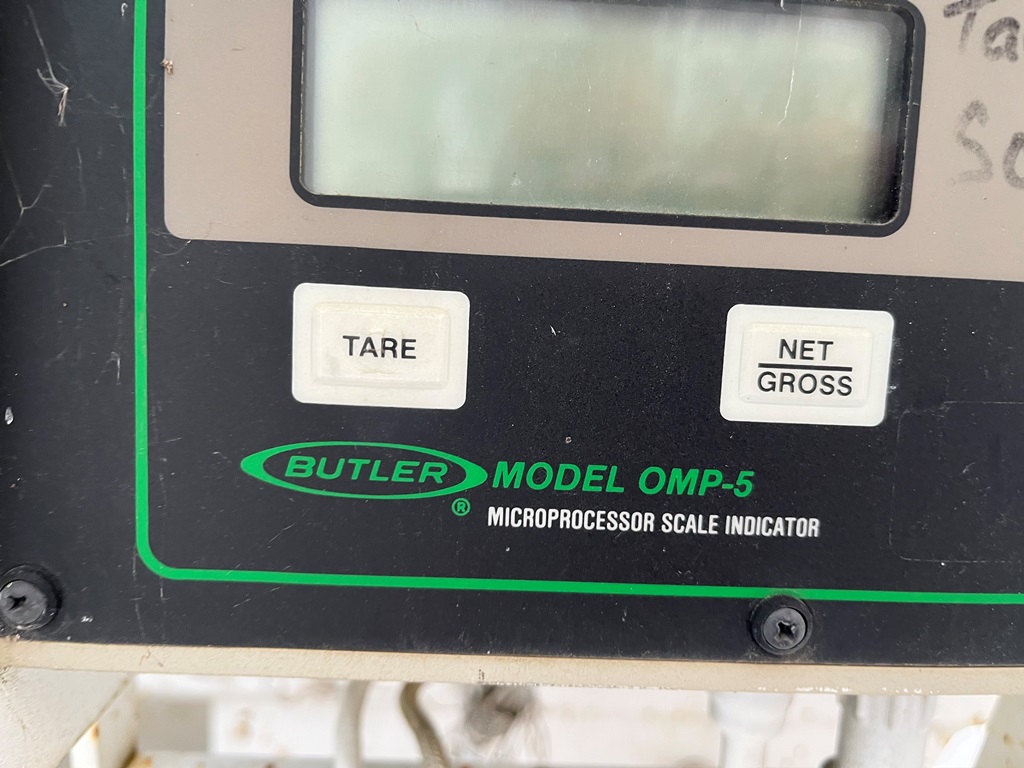 TARE
NET
GROSS
BUTLER® MODEL OMP-5
MICROPROCESSOR SCALE INDICATOR